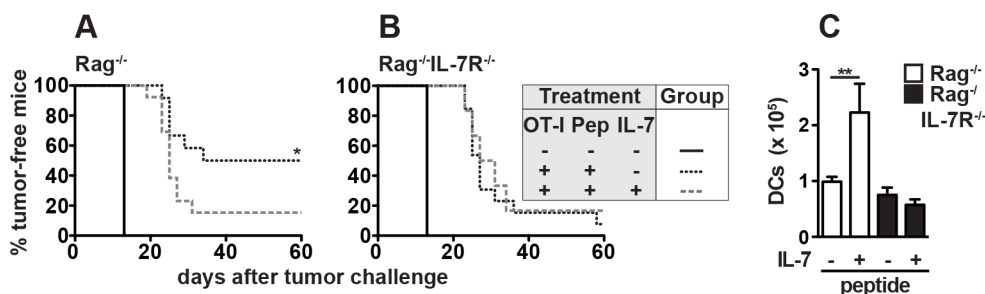 A
B
C
Rag-/-
Rag-/-IL-7R-/-
% tumor-free mice
100
80
60
40
20
0
0 20 40 60
100
80
60
40
20
0
0 20 40 60
*
days after tumor challenge
Treatment Group
OT-I Pep IL-7
- - -
+ + -
+ + +
**
Rag-/-
Rag-/
IL-7R-/-
DCs (x 105)
3
2
1
0
IL-7 - + - +
peptide